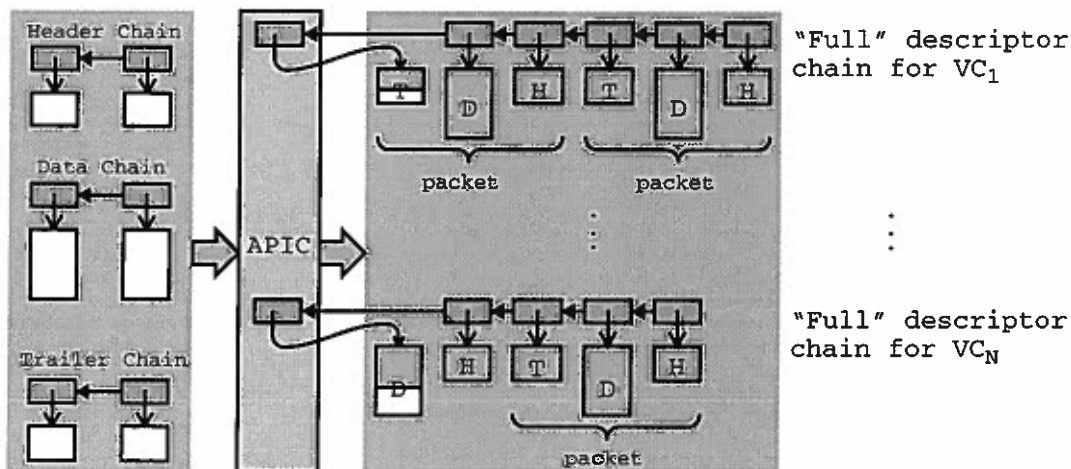 Header Chain
Data Chain
Trailer Chain
APIC
T
D
H
T
D
H
packet
packet
"Full" descriptor
chain for VC1
D
H
T
D
H
packet
"Full" descriptor
chain for VCN